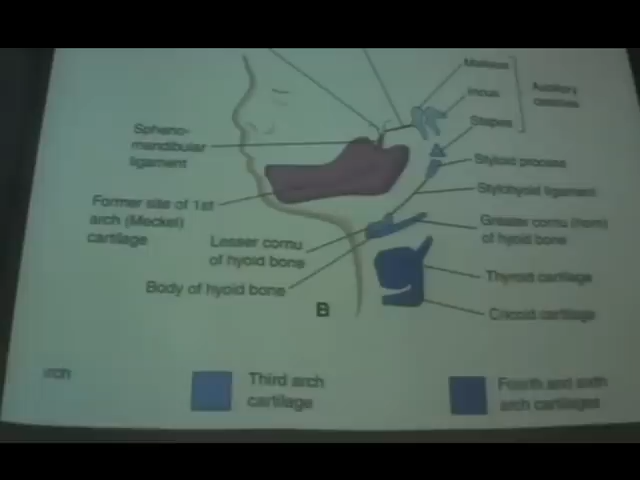 Malleus
Incus
Auditory
ossicles
Stapes
Spheno-
mandibular
ligament
Styloid process
Stylohyoid ligament
Former site of 1st
arch (Meckel)
cartilage
Greater cornu (horn)
of hyoid bone
Lesser cornu
of hyoid bone
Body of hyoid bone
Thyroid cartilage
Cricoid cartilage
B
arch
Third arch
cartilage
Fourth and sixth
arch cartilages